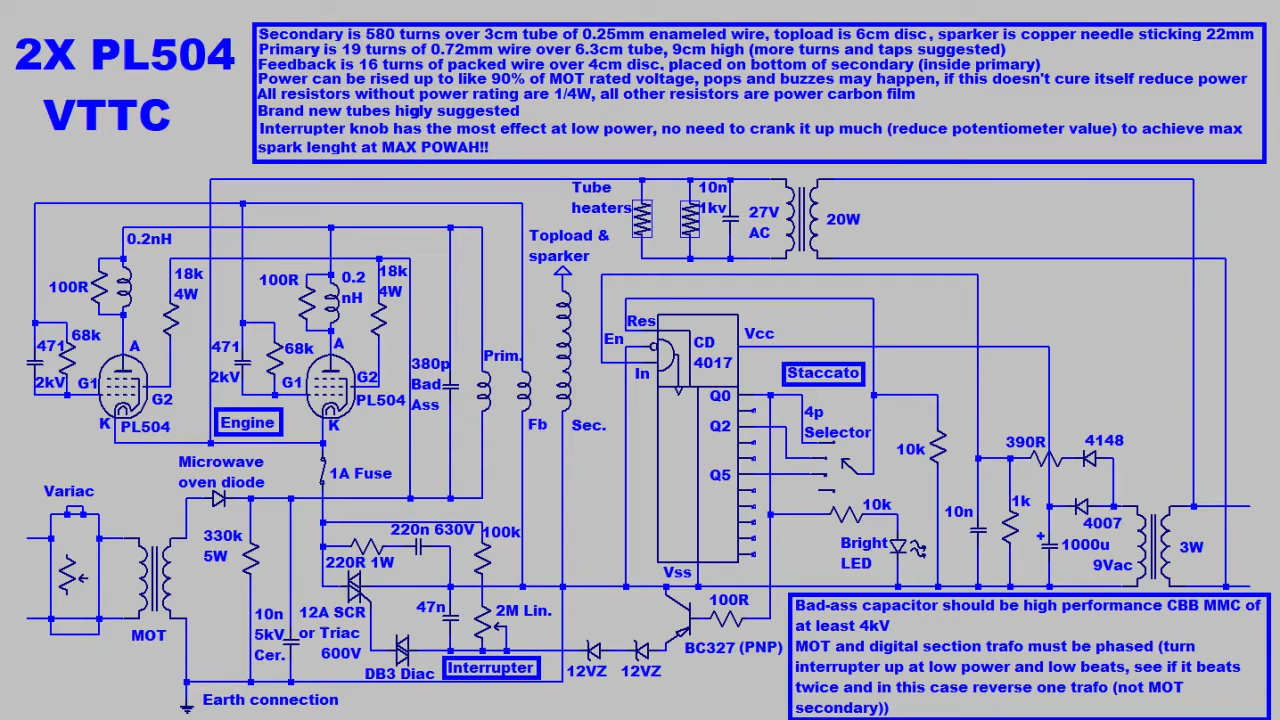 2X PL504
VTTC
Secondary is 580 turns over 3cm tube of 0.25mm enameled wire, topload is 6cm disc, sparker is copper needle sticking 22mm
Primary is 19 turns of 0.72mm wire over 6.3cm tube, 9cm high (more turns and taps suggested)
Feedback is 16 turns of packed wire over 4cm disc, placed on bottom of secondary (inside primary)
Power can be rised up to like 90% of MOT rated voltage, pops and buzzes may happen, if this doesn't cure itself reduce power
All resistors without power rating are 1/4W, all other resistors are power carbon film
Brand new tubes higly suggested
Interrupter knob has the most effect at low power, no need to crank it up much (reduce potentiometer value) to achieve max
spark lenght at MAX POWAH!!
Tube
heaters
10n
1kv
27V
AC
20W
Topload &
sparker
0.2nH
100R
18k
4W
471
2kV
68k
A
G1
G2
K
PL504
100R
0.2
nH
18k
4W
471
2kV
68k
A
G1
G2
PL504
K
Engine
380p
Bad
Ass
Prim.
Fb
Sec.
Res
En
In
CD
4017
Vcc
Q0
Q2
Q5
Vss
Staccato
4p
Selector
10k
10k
Bright
LED
390R
4148
10n
1k
4007
1000u
+
9Vac
3W
Microwave
oven diode
1A Fuse
Variac
MOT
330k
5W
10n
5kV
Cer.
220n 630V
100k
220R 1W
12A SCR
or Triac
600V
47n
2M Lin.
DB3 Diac
Interrupter
12VZ
12VZ
100R
BC327 (PNP)
Earth connection
Bad-ass capacitor should be high performance CBB MMC of
at least 4kV
MOT and digital section trafo must be phased (turn
interrupter up at low power and low beats, see if it beats
twice and in this case reverse one trafo (not MOT
secondary))